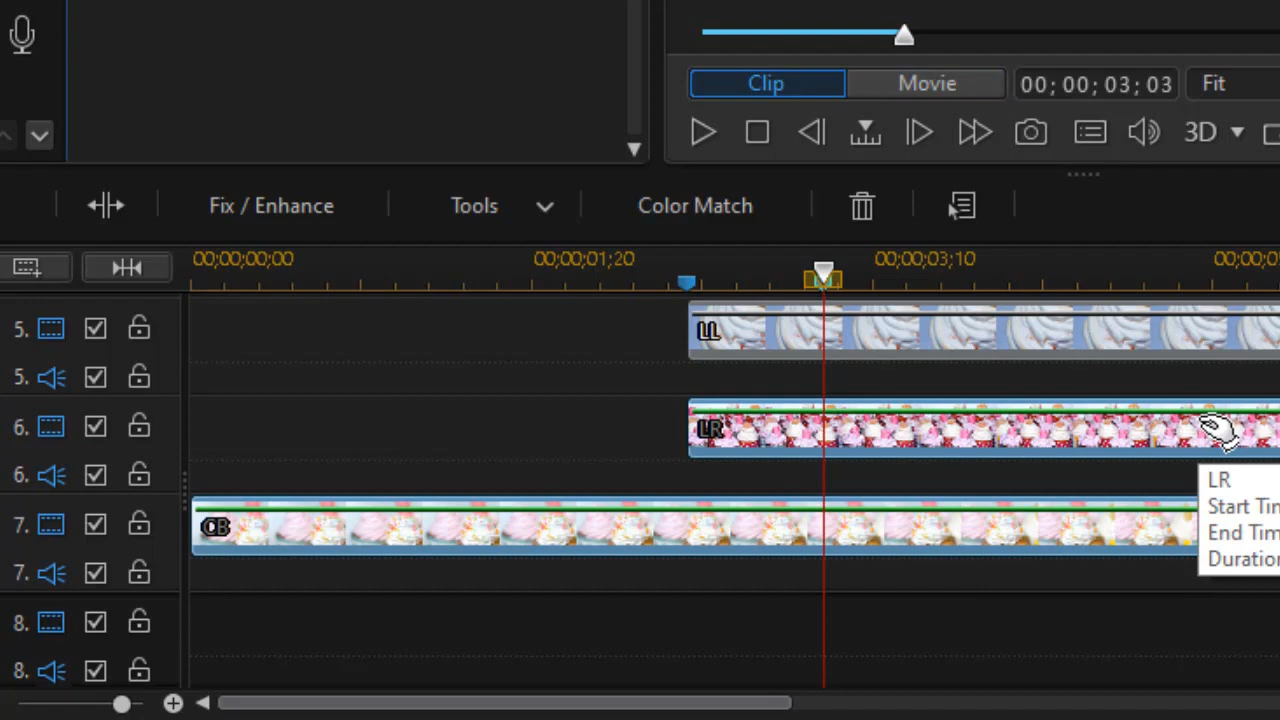 Clip Movie 00; 00; 03; 03 Fit
3D
Fix / Enhance Tools Color Match
00;00;00;00 00;00;01;20 00;00;03;10
5. LL
5.
6. LR
6.
LR
7. CB
Start Tim
End Tim
7. Duration
8.
8.